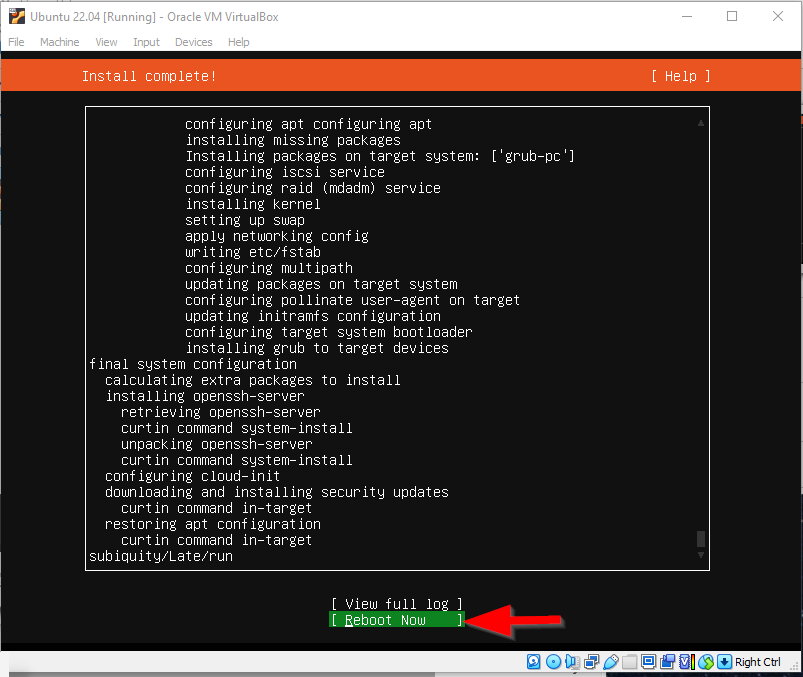 Ubuntu 22.04 [Running] - Oracle VM VirtualBox
File Machine View Input Devices Help
Install complete! [ Help ]
configuring apt configuring apt
installing missing packages
Installing packages on target system: ['grub-pc']
configuring iscsi service
configuring raid (mdadm) service
installing kernel
setting up swap
apply networking config
writing etc/fstab
configuring multipath
updating packages on target system
configuring pollinate user-agent on target
updating initramfs configuration
configuring target system bootloader
installing grub to target devices
final system configuration
calculating extra packages to install
installing openssh-server
retrieving openssh-server
curtin command system-install
unpacking openssh-server
curtin command system-install
configuring cloud-init
downloading and installing security updates
curtin command in-target
restoring apt configuration
curtin command in-target
subiquity/Late/run
[ View full log ]
[ Reboot Now ]
Right Ctrl